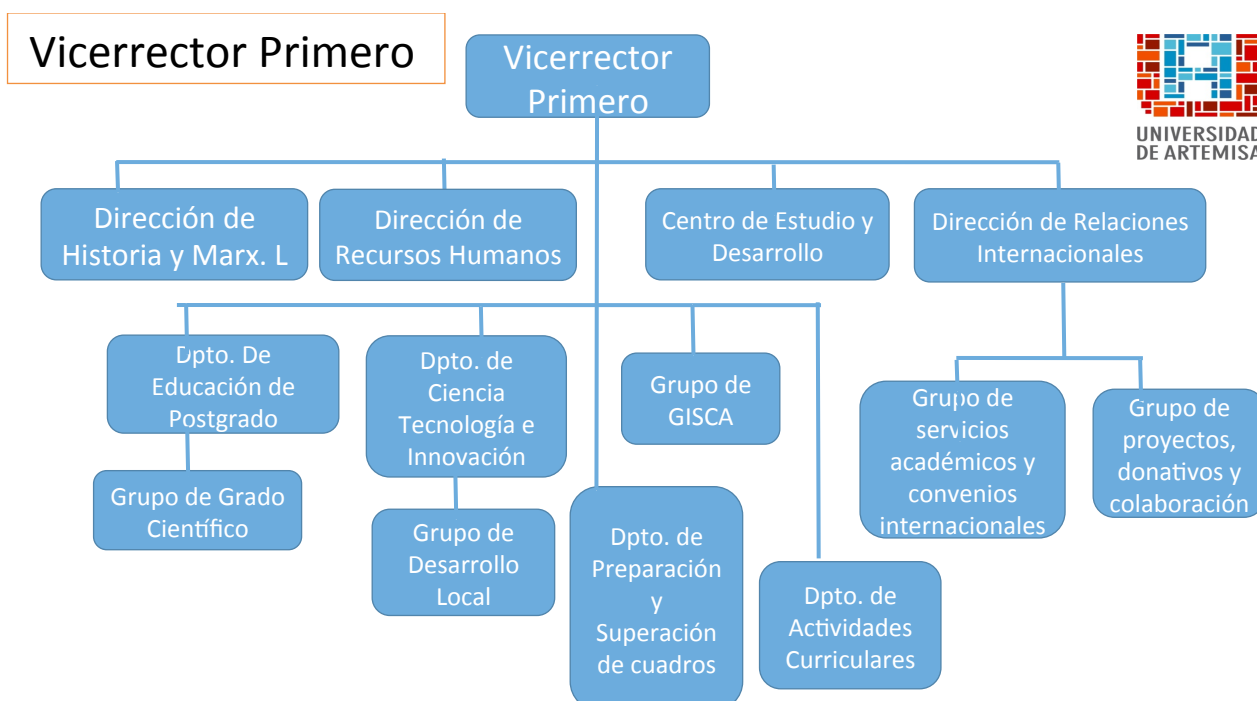 Vicerrector Primero
Vicerrector
Primero
UNIVERSIDAD
DE ARTEMISA
Dirección de
Historia y Marx. L
Dirección de
Recursos Humanos
Centro de Estudio y
Desarrollo
Dirección de Relaciones
Internacionales
Dpto. De
Educación de
Postgrado
Dpto. de
Ciencia
Tecnología e
Innovación
Grupo de
GISCA
Grupo de
servicios
académicos y
convenios
internacionales
Grupo de
proyectos,
donativos y
colaboración
Grupo de Grado
Científico
Grupo de
Desarrollo
Local
Dpto. de
Preparación
y
Superación
de cuadros
Dpto. de
Actividades
Curriculares